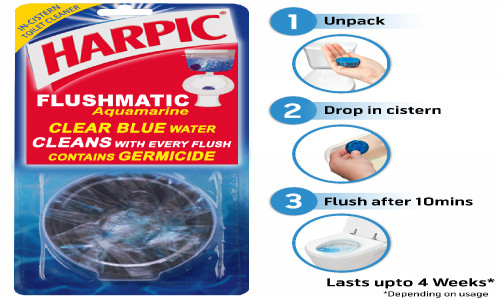 IN-CISTERN
TOILET CLEANER
HARPIC
FLUSHMATIC
Aquamarine
CLEAR BLUE WATER
CLEANS WITH EVERY FLUSH
CONTAINS GERMICIDE
1 Unpack
2 Drop in cistern
3 Flush after 10mins
Lasts upto 4 Weeks*
*Depending on usage